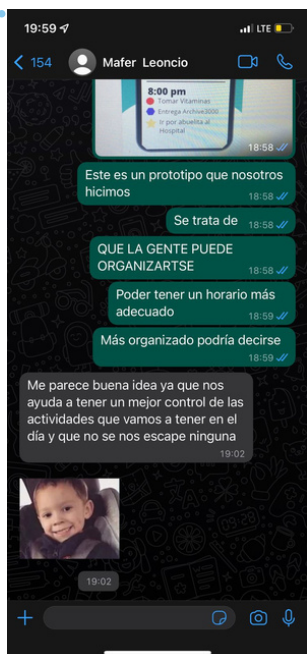 19:59
LTE
154
Mafer Leoncio
8:00 pm
Tomar Vitaminas
Entrega Archive3000
Ir por abuelita al
Hospital
18:58
Este es un prototipo que nosotros
hicimos
18:58
Se trata de
18:58
QUE LA GENTE PUEDE
ORGANIZARTSE
18:58
Poder tener un horario más
adecuado
18:59
Más organizado podría decirse
18:59
Me parece buena idea ya que nos
ayuda a tener un mejor control de las
actividades que vamos a tener en el
día y que no se nos escape ninguna
19:02
19:02